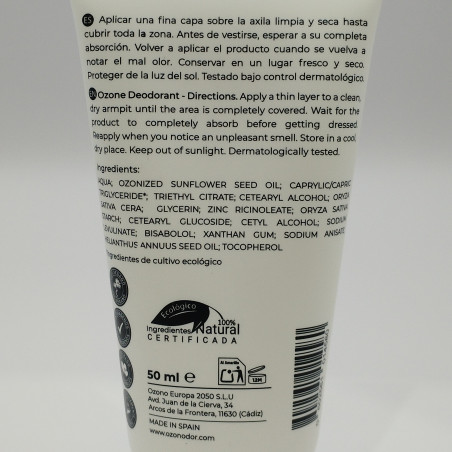 ES Aplicar una fina capa sobre la axila limpia y seca hasta
cubrir toda la zona. Antes de vestirse, esperar a su completa
absorción. Volver a aplicar el producto cuando se vuelva a
notar el mal olor. Conservar en un lugar fresco y seco.
Proteger de la luz del sol. Testado bajo control dermatológico.
EN Ozone Deodorant - Directions. Apply a thin layer to a clean,
dry armpit until the area is completely covered. Wait for the
product to completely absorb before getting dressed.
Reapply when you notice an unpleasant smell. Store in a cool,
dry place. Keep out of sunlight. Dermatologically tested.
Ingredients:
AQUA; OZONIZED SUNFLOWER SEED OIL; CAPRYLIC/CAPRIC
TRIGLYCERIDE*; TRIETHYL CITRATE; CETEARYL ALCOHOL; ORYZA
SATIVA CERA; GLYCERIN; ZINC RICINOLEATE; ORYZA SATIVA
STARCH; CETEARYL GLUCOSIDE; CETYL ALCOHOL; SODIUM
LEVULINATE; BISABOLOL; XANTHAN GUM; SODIUM ANISATE;
HELIANTHUS ANNUUS SEED OIL; TOCOPHEROL
*Ingredientes de cultivo ecológico
Ecológico
100%
Ingredientes Natural
CERTIFICADA
50 ml e
Al Amarillo
12M
Ozono Europa 2050 S.L.U
Avd. Juan de la Cierva, 34
Arcos de la Frontera, 11630 (Cádiz)
MADE IN SPAIN
www.ozonodor.com